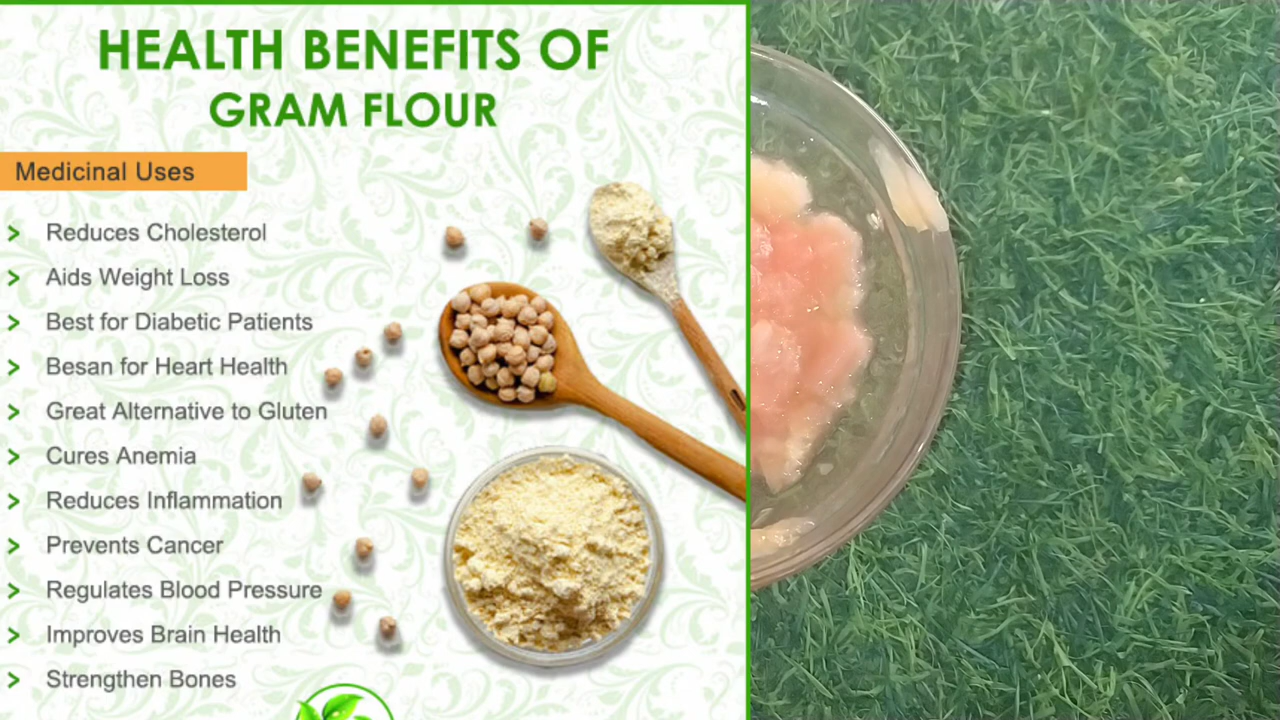 HEALTH BENEFITS OF
GRAM FLOUR
Medicinal Uses
> Reduces Cholesterol
> Aids Weight Loss
> Best for Diabetic Patients
> Besan for Heart Health
> Great Alternative to Gluten
> Cures Anemia
> Reduces Inflammation
> Prevents Cancer
> Regulates Blood Pressure
> Improves Brain Health
> Strengthen Bones